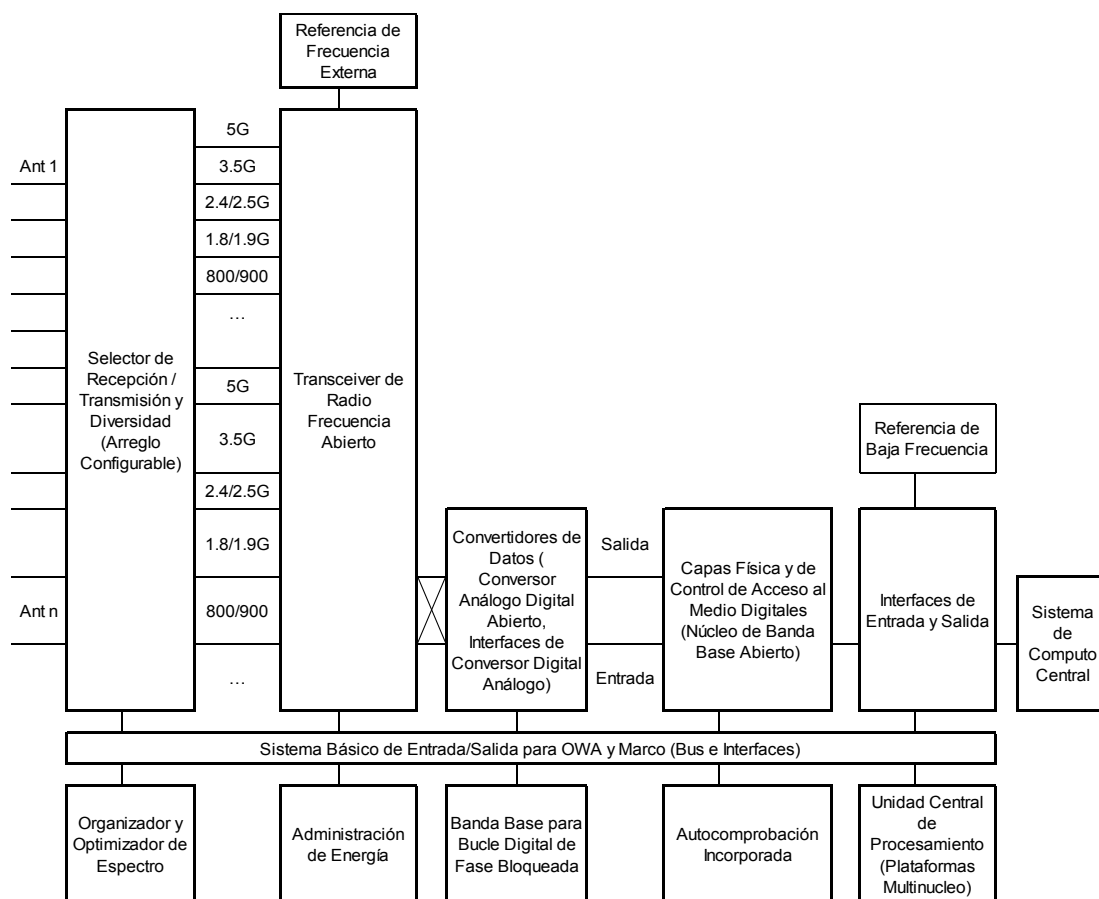 Referencia de
Frecuencia
Externa
Ant 1
Ant n
Selector de
Recepción /
Transmisión y
Diversidad
(Arreglo
Configurable)
5G
3.5G
2.4/2.5G
1.8/1.9G
800/900
…
5G
3.5G
2.4/2.5G
1.8/1.9G
800/900
…
Transceiver de
Radio
Frecuencia
Abierto
Convertidores de
Datos (
Conversor
Análogo Digital
Abierto,
Interfaces de
Conversor Digital
Análogo)
Salida
Entrada
Capas Física y de
Control de Acceso al
Medio Digitales
(Núcleo de Banda
Base Abierto)
Referencia de
Baja Frecuencia
Interfaces de
Entrada y Salida
Sistema
de
Computo
Central
Sistema Básico de Entrada/Salida para OWA y Marco (Bus e Interfaces)
Organizador y
Optimizador de
Espectro
Administración
de Energía
Banda Base para
Bucle Digital de
Fase Bloqueada
Autocomprobación
Incorporada
Unidad Central
de
Procesamiento
(Plataformas
Multinucleo)